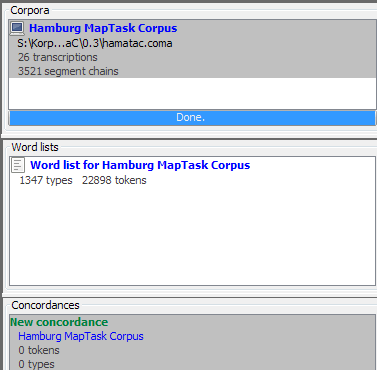 Corpora
Hamburg MapTask Corpus
S:\Korp...aC\0.3\hamatac.coma
26 transcriptions
3521 segment chains
Done.
Word lists
Word list for Hamburg MapTask Corpus
1347 types 22898 tokens
Concordances
New concordance
Hamburg MapTask Corpus
0 tokens
0 types